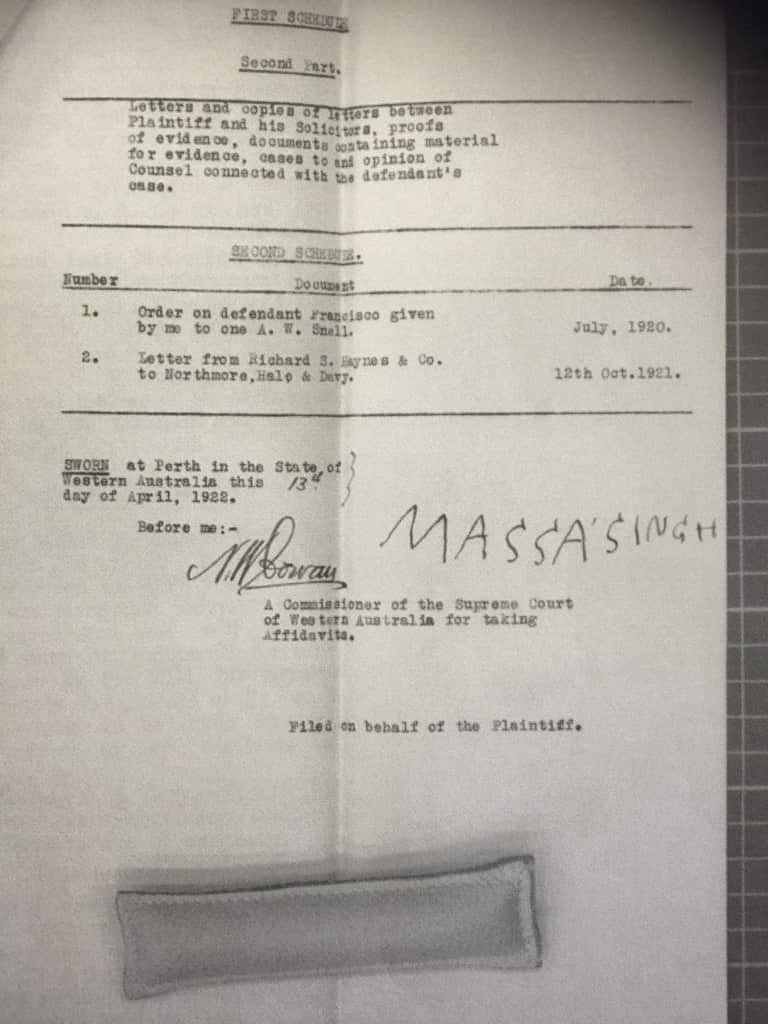 FIRST SCHEDULE
Second Part.
Letters and copies of letters between
Plaintiff and his Solicitors, proofs
of evidence, documents containing material
for evidence, cases to and opinion of
Counsel connected with the defendant's
case.
SECOND SCHEDULE.
Number Document Date.
1. Order on defendant Francisco given
by me to one A. W. Snell. July, 1920.
2. Letter from Richard S. Haynes & Co.
to Northmore, Hale & Davy. 12th Oct.1921.
SWORN at Perth in the State of
Western Australia this 13th
day of April, 1922.
Before me:-
MASSA'SINGH
A Commissioner of the Supreme Court
of Western Australia for taking
Affidavits.
Filed on behalf of the Plaintiff.